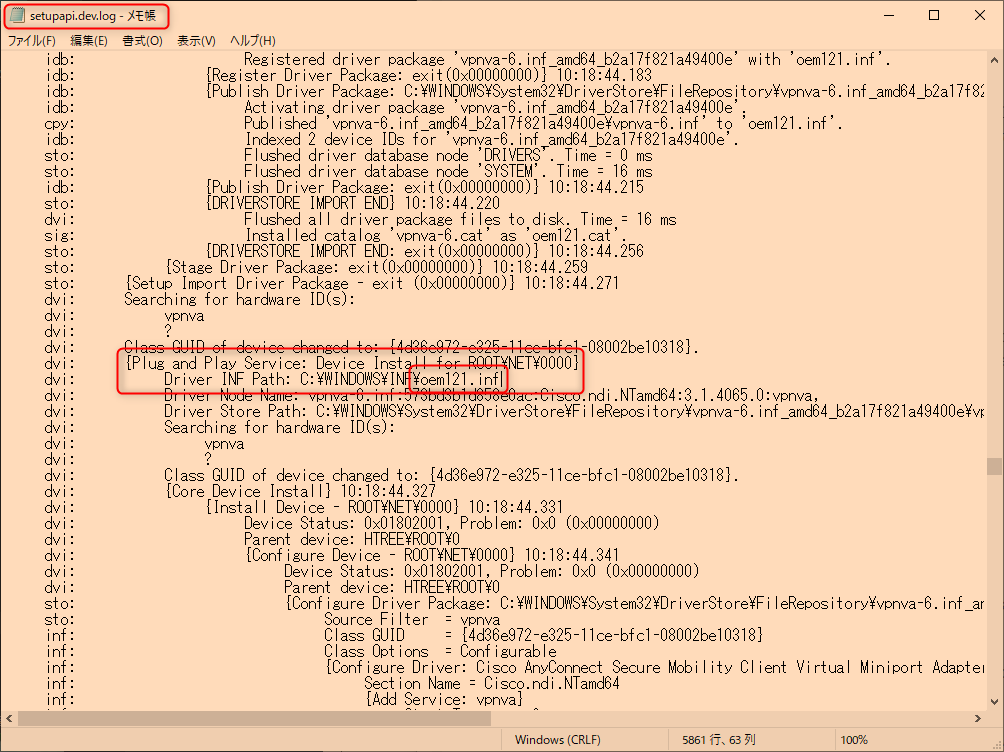 setupapi.dev.log - メモ帳
ファイル(F) 編集(E) 書式(O) 表示(V) ヘルプ(H)
idb: Registered driver package 'vpnva-6.inf_amd64_b2a17f821a49400e' with 'oem121.inf'.
idb: {Register Driver Package: exit(0x00000000)} 10:18:44.183
idb: {Publish Driver Package: C:¥WINDOWS¥System32¥DriverStore¥FileRepository¥vpnva-6.inf_amd64_b2a17f82
idb: Activating driver package 'vpnva-6.inf_amd64_b2a17f821a49400e'.
cpy: Published 'vpnva-6.inf_amd64_b2a17f821a49400e¥vpnva-6.inf' to 'oem121.inf'.
idb: Indexed 2 device IDs for 'vpnva-6.inf_amd64_b2a17f821a49400e'.
sto: Flushed driver database node 'DRIVERS'. Time = 0 ms
sto: Flushed driver database node 'SYSTEM'. Time = 16 ms
idb: {Publish Driver Package: exit(0x00000000)} 10:18:44.215
sto: {DRIVERSTORE IMPORT END} 10:18:44.220
dvi: Flushed all driver package files to disk. Time = 16 ms
sig: Installed catalog 'vpnva-6.cat' as 'oem121.cat'.
sto: {DRIVERSTORE IMPORT END: exit(0x00000000)} 10:18:44.256
sto: {Stage Driver Package: exit(0x00000000)} 10:18:44.259
sto: {Setup Import Driver Package - exit (0x00000000)} 10:18:44.271
dvi: Searching for hardware ID(s):
dvi: vpnva
dvi: ?
dvi: Class GUID of device changed to: {4d36e972-e325-11ce-bfc1-08002be10318}.
dvi: {Plug and Play Service: Device Install for ROOT¥NET¥0000}
dvi: Driver INF Path: C:¥WINDOWS¥INF¥oem121.inf
dvi: Driver Node Name: vpnva-6.inf:573bd6b1d858e0ac:Cisco.ndi.NTamd64:3.1.4065.0:vpnva,
dvi: Driver Store Path: C:¥WINDOWS¥System32¥DriverStore¥FileRepository¥vpnva-6.inf_amd64_b2a17f821a49400e¥vp
dvi: Searching for hardware ID(s):
dvi: vpnva
dvi: ?
dvi: Class GUID of device changed to: {4d36e972-e325-11ce-bfc1-08002be10318}.
dvi: {Core Device Install} 10:18:44.327
dvi: {Install Device - ROOT¥NET¥0000} 10:18:44.331
dvi: Device Status: 0x01802001, Problem: 0x0 (0x00000000)
dvi: Parent device: HTREE¥ROOT¥0
dvi: {Configure Device - ROOT¥NET¥0000} 10:18:44.341
dvi: Device Status: 0x01802001, Problem: 0x0 (0x00000000)
dvi: Parent device: HTREE¥ROOT¥0
sto: {Configure Driver Package: C:¥WINDOWS¥System32¥DriverStore¥FileRepository¥vpnva-6.inf_am
sto: Source Filter = vpnva
inf: Class GUID = {4d36e972-e325-11ce-bfc1-08002be10318}
inf: Class Options = Configurable
inf: {Configure Driver: Cisco AnyConnect Secure Mobility Client Virtual Miniport Adapter
inf: Section Name = Cisco.ndi.NTamd64
inf: {Add Service: vpnva}
Windows (CRLF) 5861 行、63 列 100%